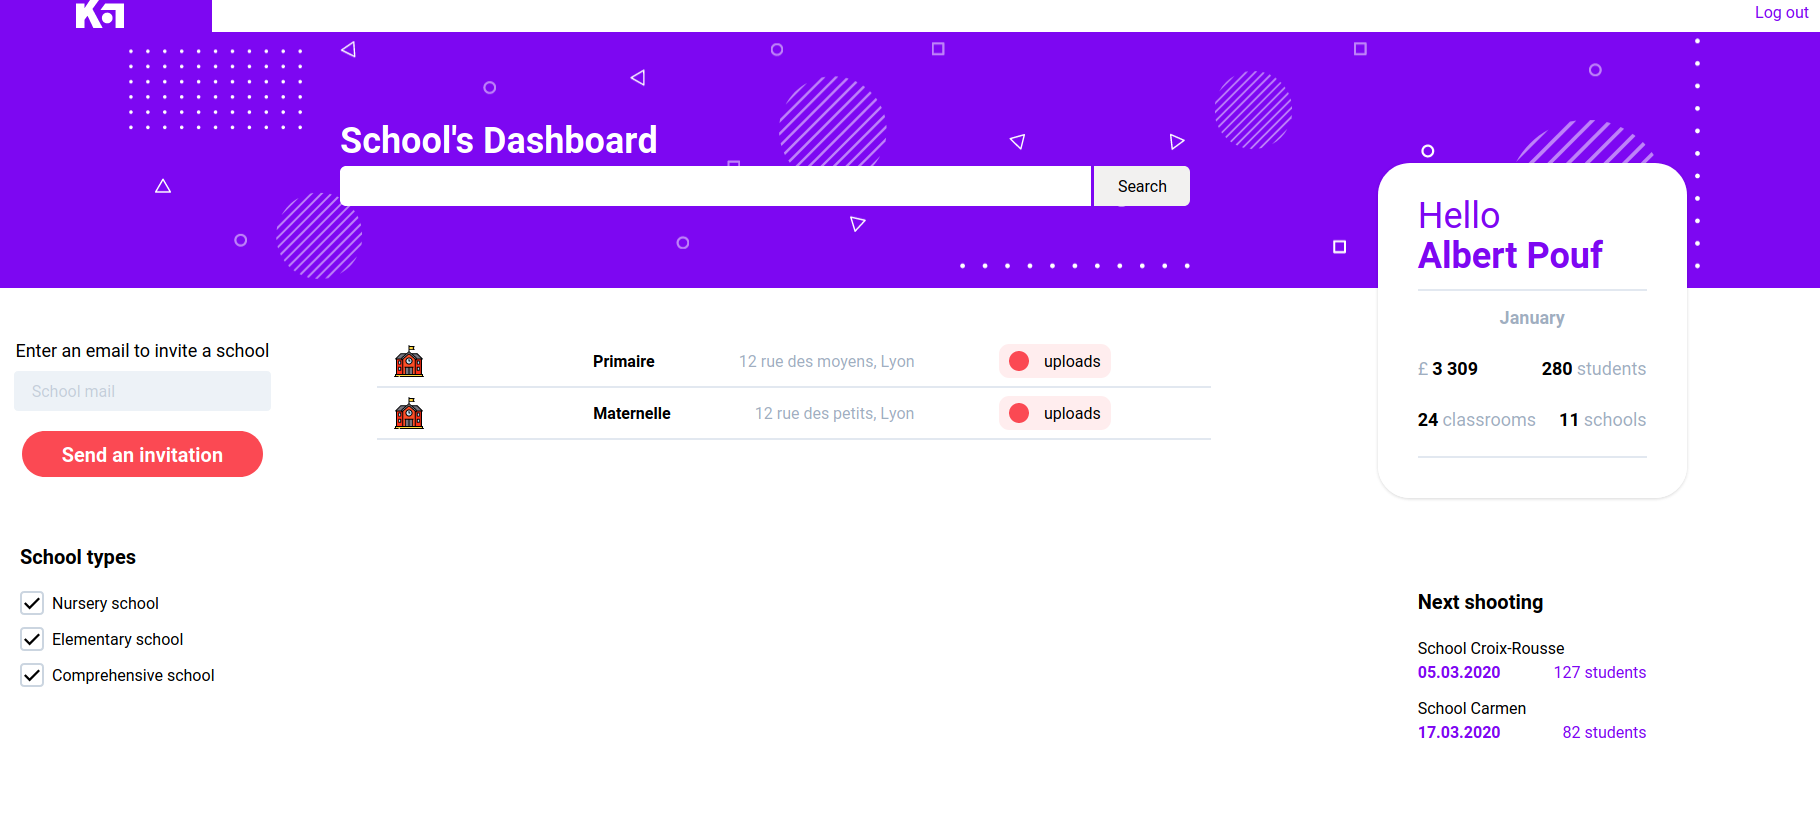 Log out
School's Dashboard
Search
Hello
Albert Pouf
January
£ 3 309 280 students
24 classrooms 11 schools
Enter an email to invite a school
School mail
Send an invitation
Primaire 12 rue des moyens, Lyon uploads
Maternelle 12 rue des petits, Lyon uploads
School types
Nursery school
Elementary school
Comprehensive school
Next shooting
School Croix-Rousse
05.03.2020 127 students
School Carmen
17.03.2020 82 students